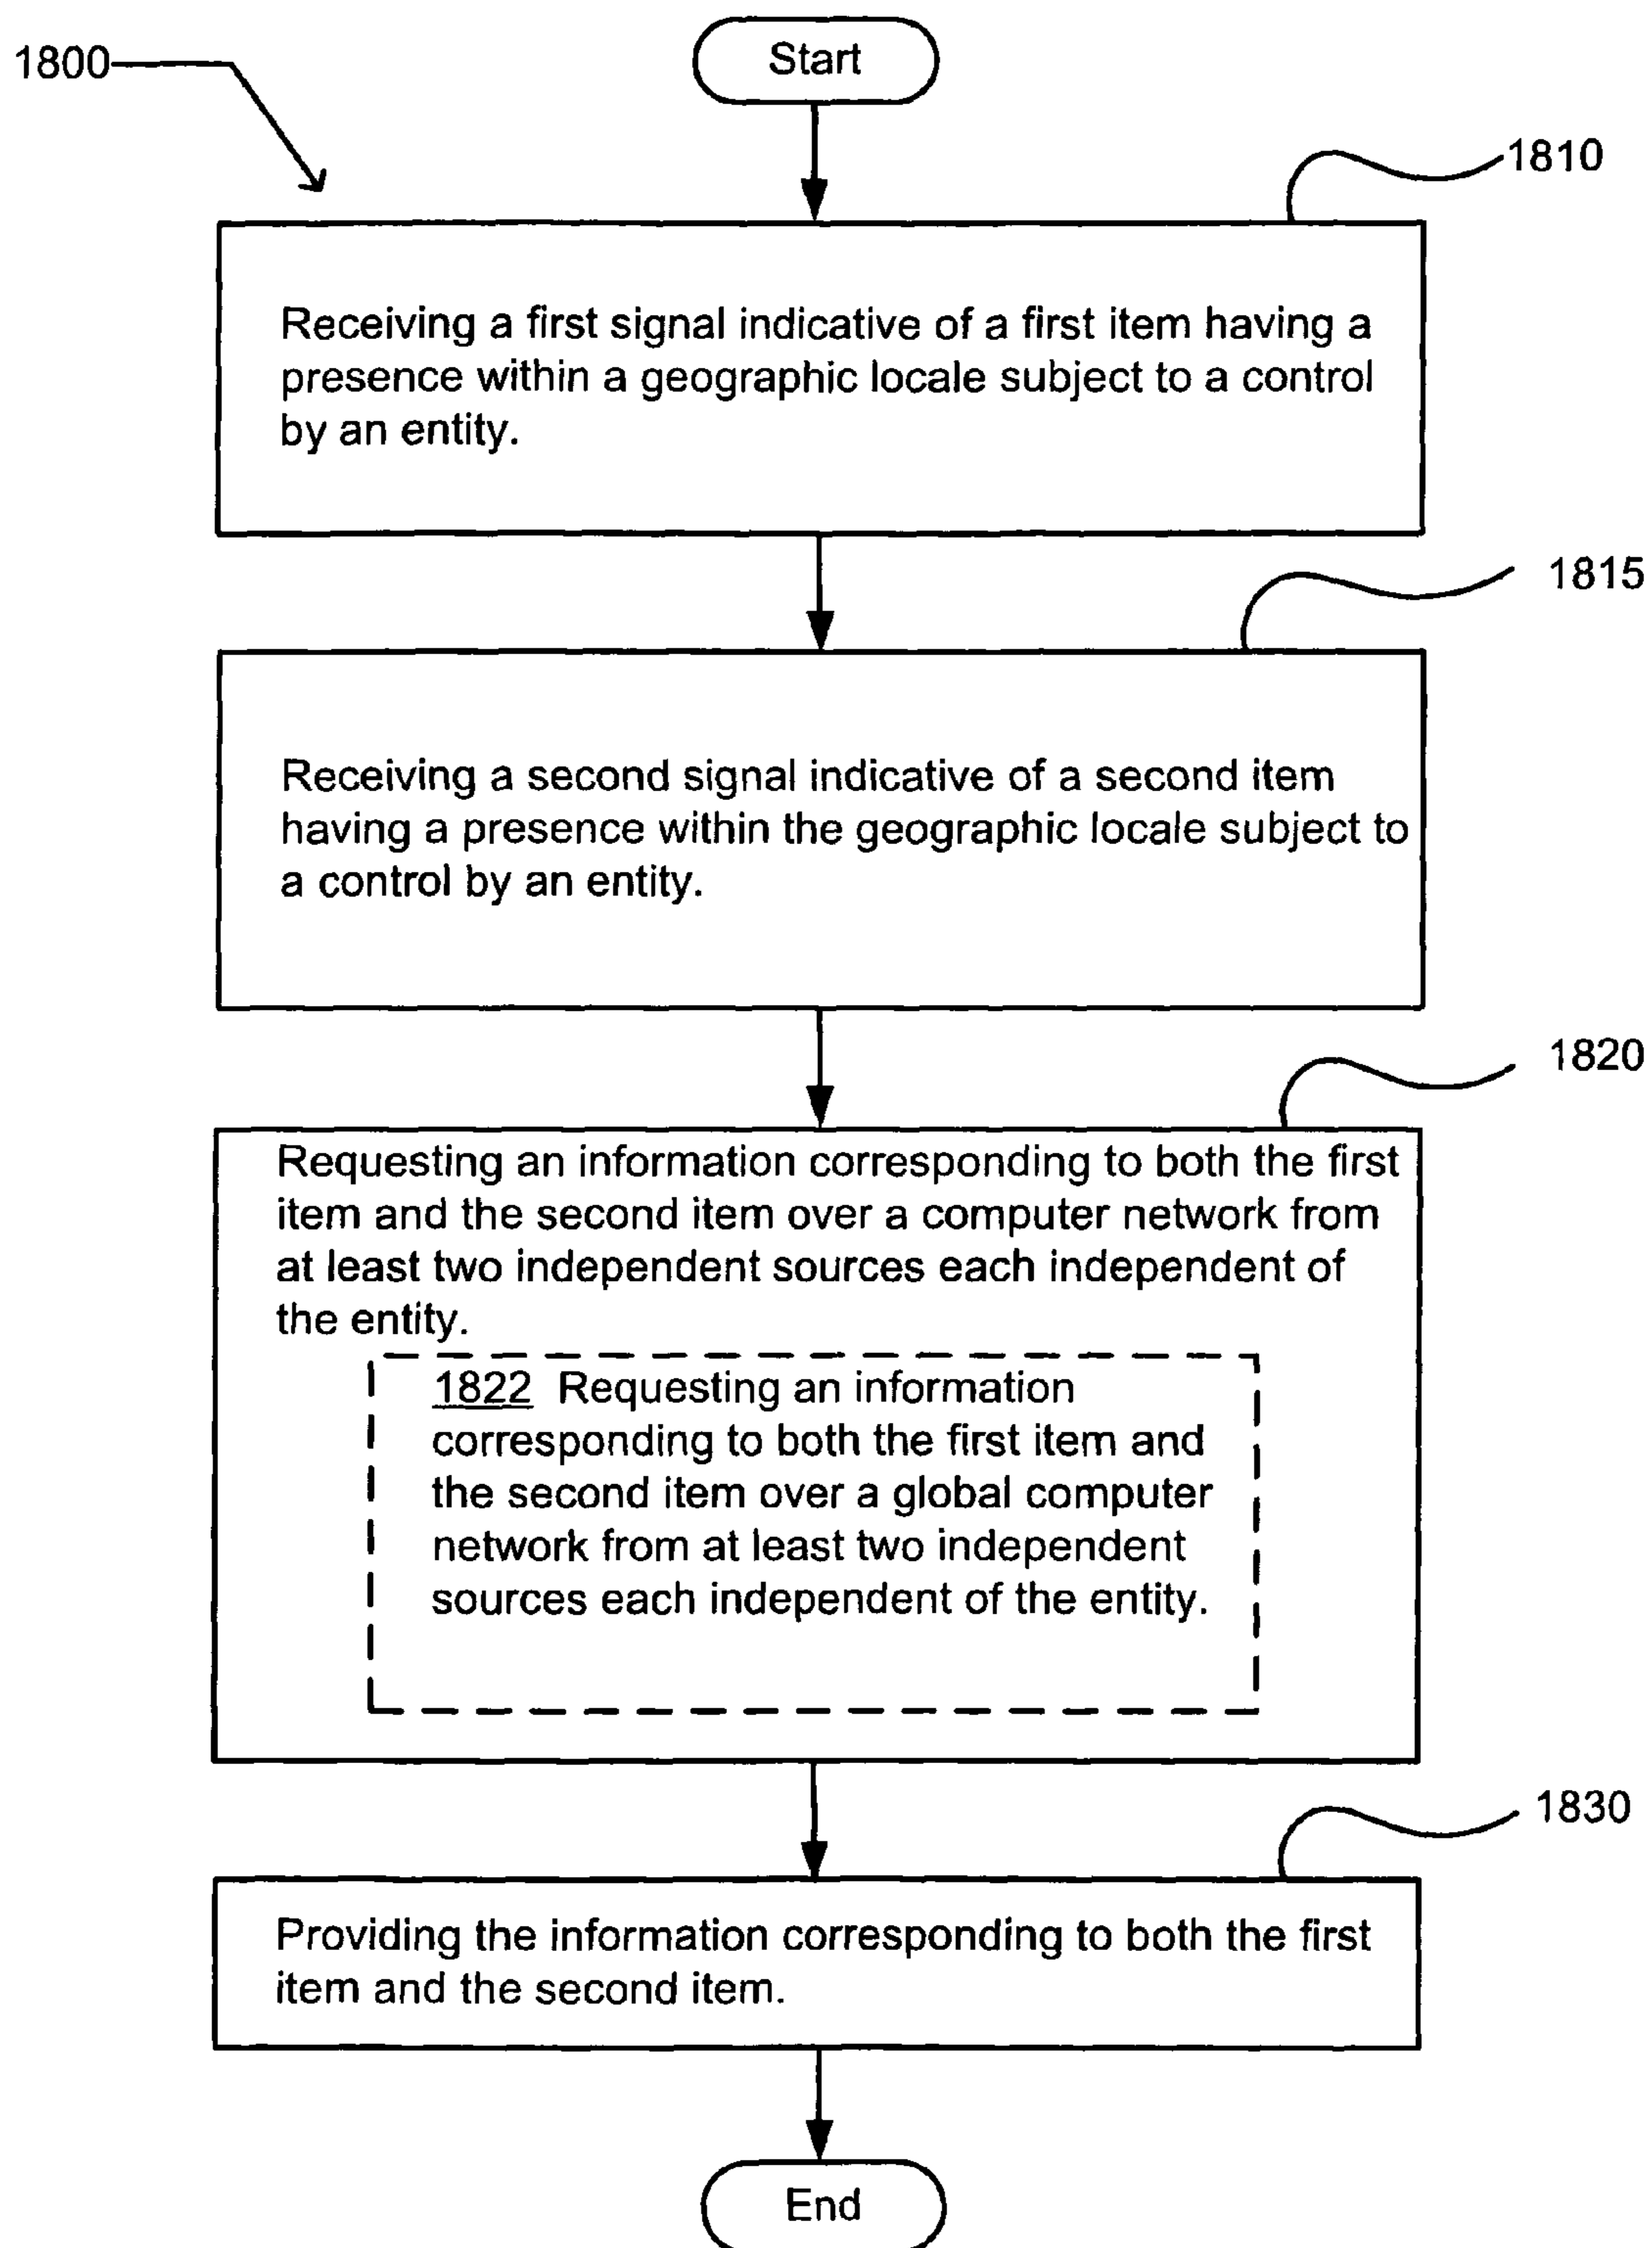 1800
Start
1810
Receiving a first signal indicative of a first item having a
presence within a geographic locale subject to a control
by an entity.
1815
Receiving a second signal indicative of a second item
having a presence within the geographic locale subject to
a control by an entity.
1820
Requesting an information corresponding to both the first
item and the second item over a computer network from
at least two independent sources each independent of
the entity.
1822 Requesting an information
corresponding to both the first item and
the second item over a global computer
network from at least two independent
sources each independent of the entity.
1830
Providing the information corresponding to both the first
item and the second item.
End